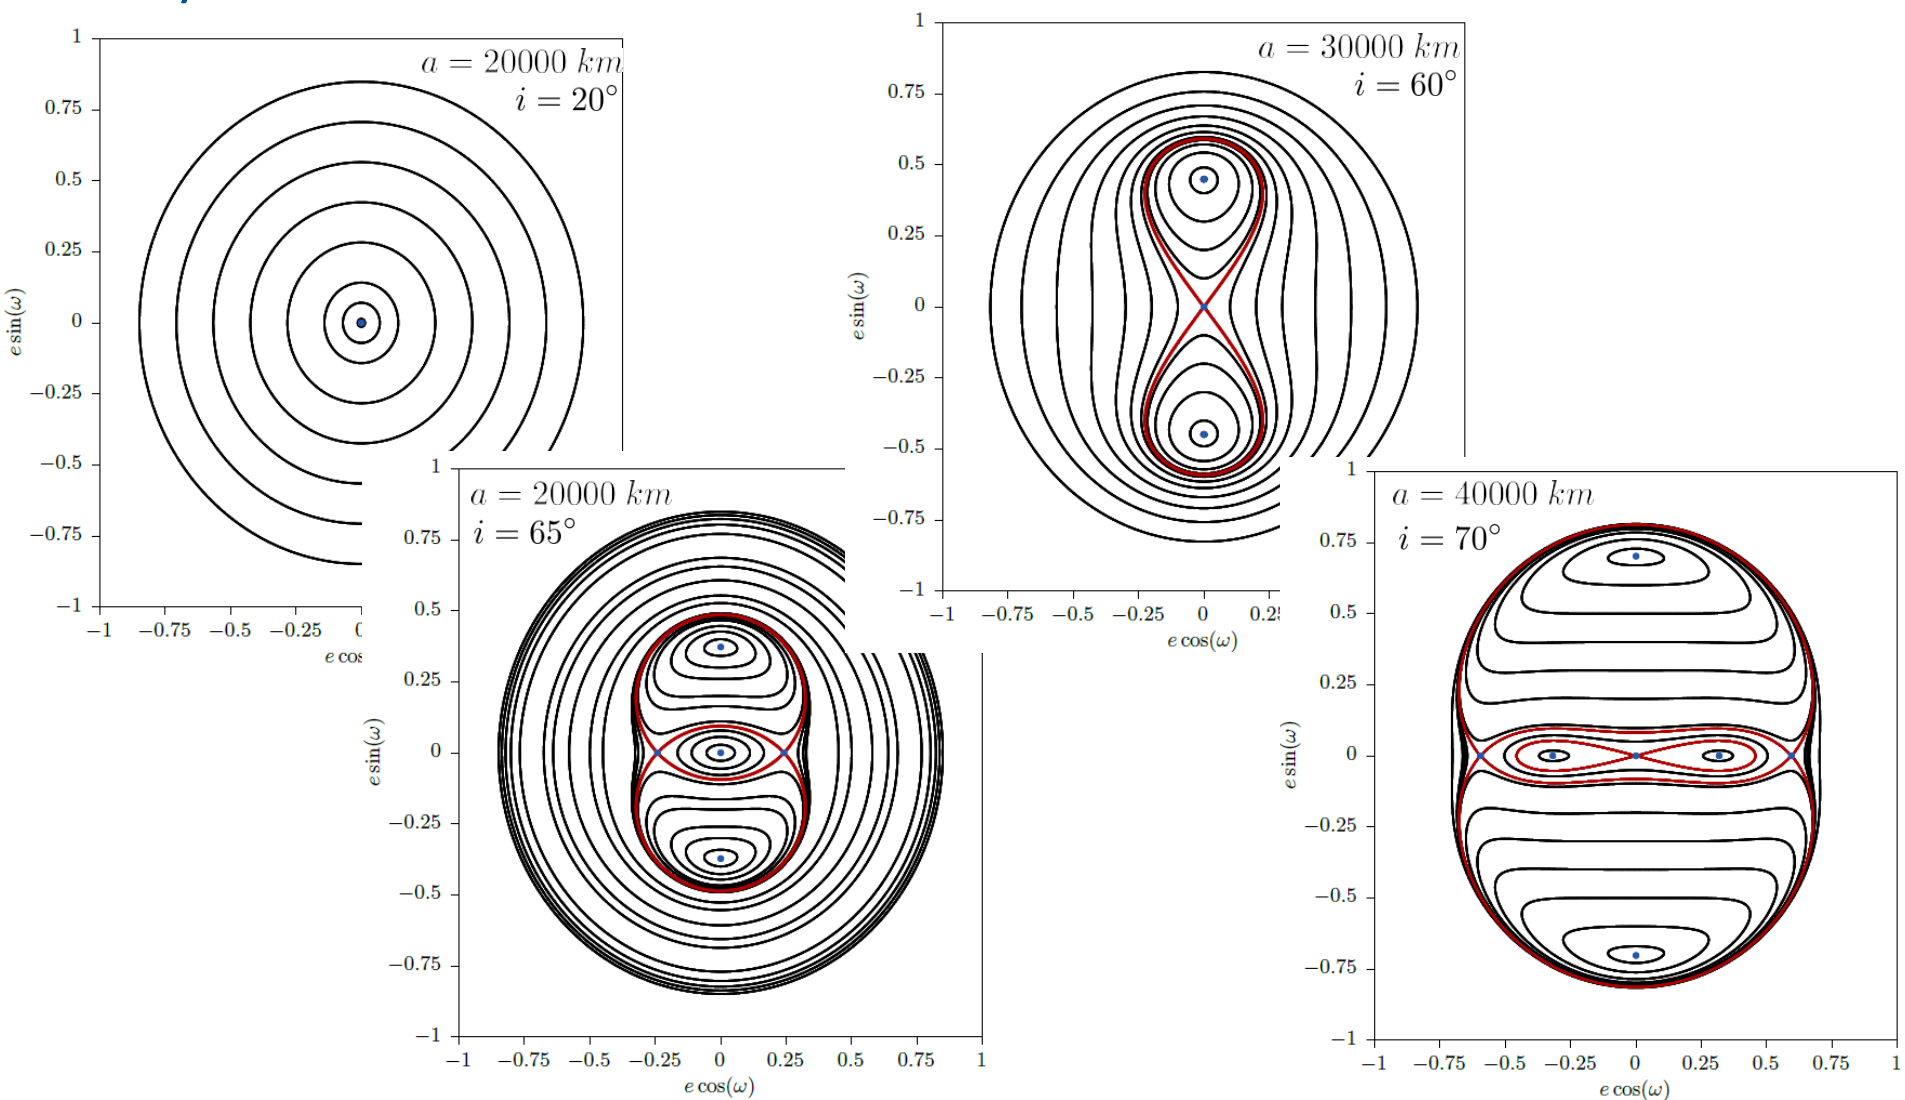 a = 20000 km
i = 20°
1
0.75
0.5
0.25
0
−0.25
−0.5
−0.75
−1
e sin(ω)
−1 −0.75 −0.5 −0.25
e cos
a = 30000 km
i = 60°
1
0.75
0.5
0.25
0
−0.25
−0.5
−0.75
−1
e sin(ω)
−1 −0.75 −0.5 −0.25 0
e cos(ω)
a = 20000 km
i = 65°
1
0.75
0.5
0.25
0
−0.25
−0.5
−0.75
−1
e sin(ω)
−1 −0.75 −0.5 −0.25 0 0.25 0.5 0.75 1
e cos(ω)
a = 40000 km
i = 70°
1
0.75
0.5
0.25
0
−0.25
−0.5
−0.75
−1
e sin(ω)
−1 −0.75 −0.5 −0.25 0 0.25 0.5 0.75 1
e cos(ω)